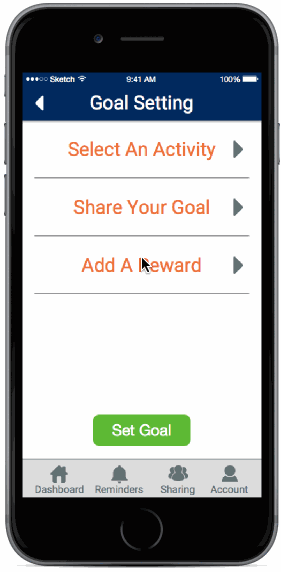 Sketch 9:41 AM 100%
Goal Setting
Select An Activity
Share Your Goal
Add A Reward
Set Goal
Dashboard Reminders Sharing Account